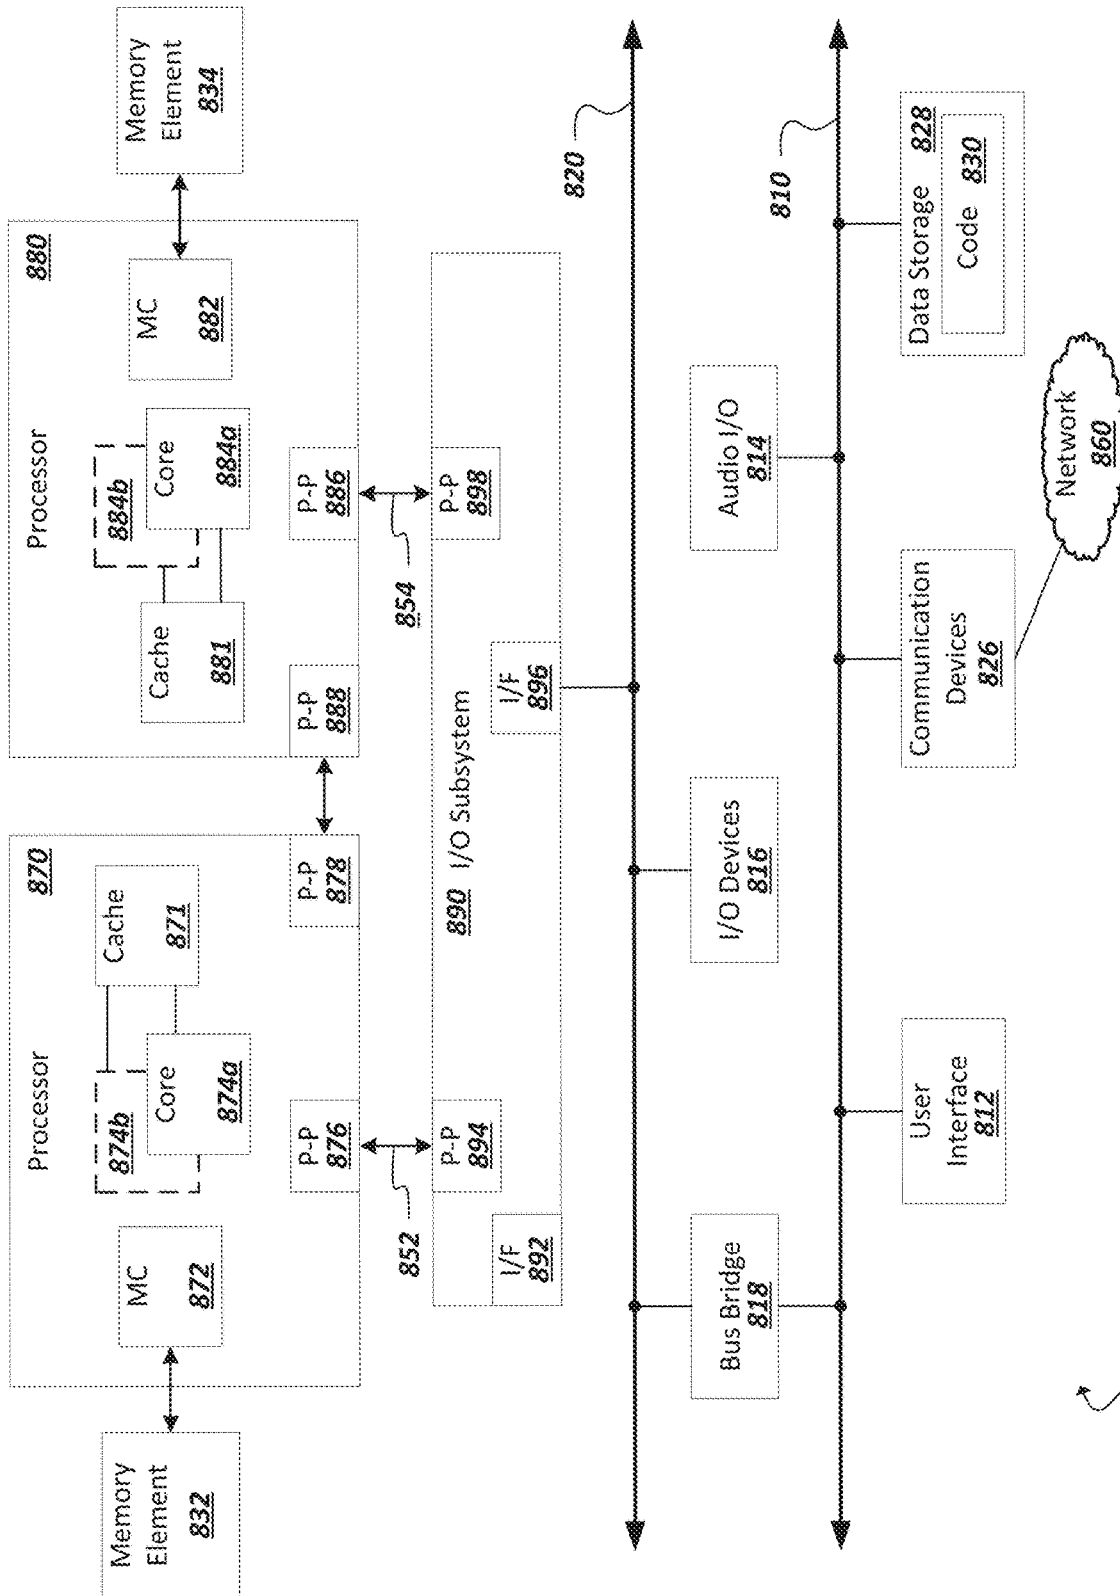 Memory
Element
832
870
Processor
MC
872
874b
Core
874a
Cache
871
P-P
876
P-P
878
880
Processor
Cache
881
884b
Core
884a
MC
882
P-P
888
P-P
886
Memory
Element
834
852
854
P-P
894
890 I/O Subsystem
P-P
898
I/F
892
I/F
896
820
Bus Bridge
818
I/O Devices
816
Audio I/O
814
810
User
Interface
812
Communication
Devices
826
Data Storage 828
Code 830
Network
860